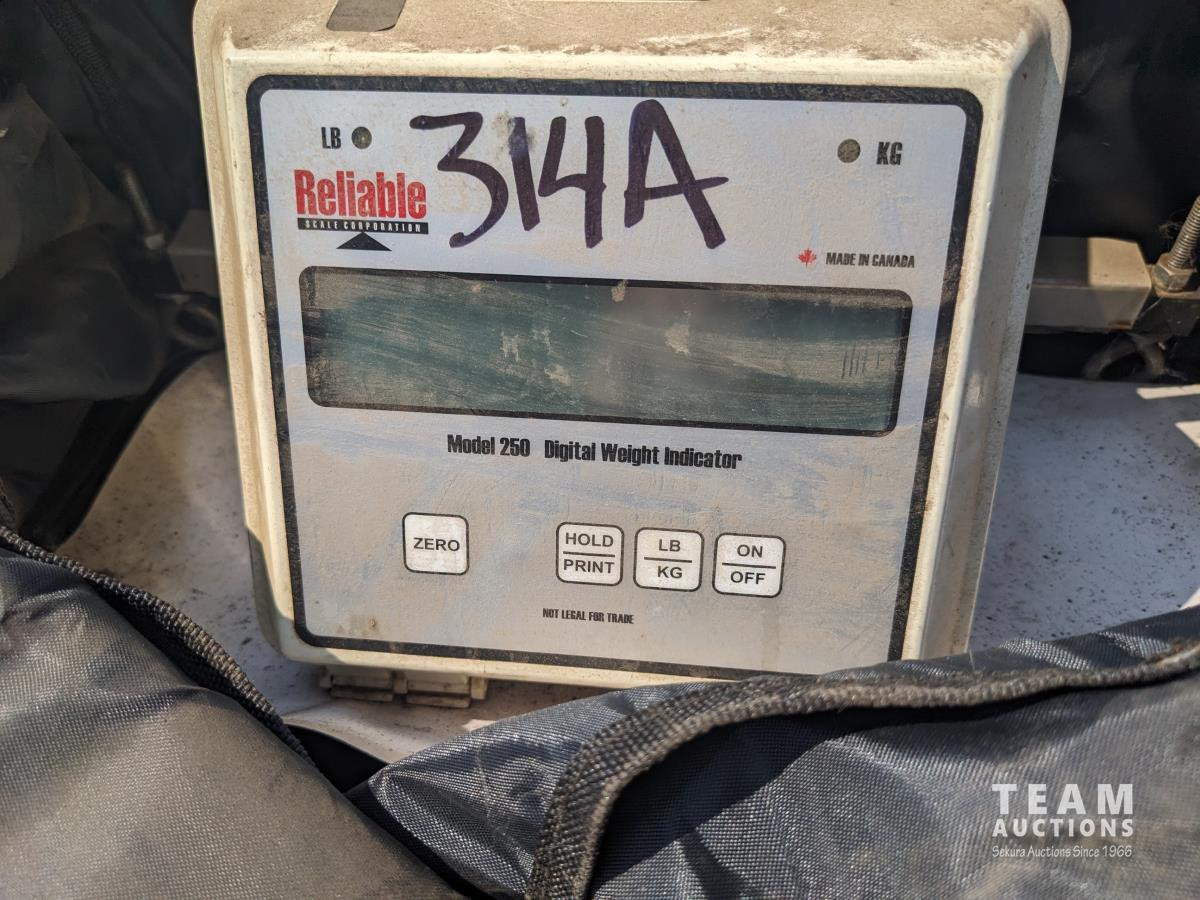 LB
314A
KG
Reliable
SCALE CORPORATION
MADE IN CANADA
Model 250 Digital Weight Indicator
ZERO
HOLD
PRINT
LB
KG
ON
OFF
NOT LEGAL FOR TRADE
TEAM
AUCTIONS
Sekura Auctions Since 1966